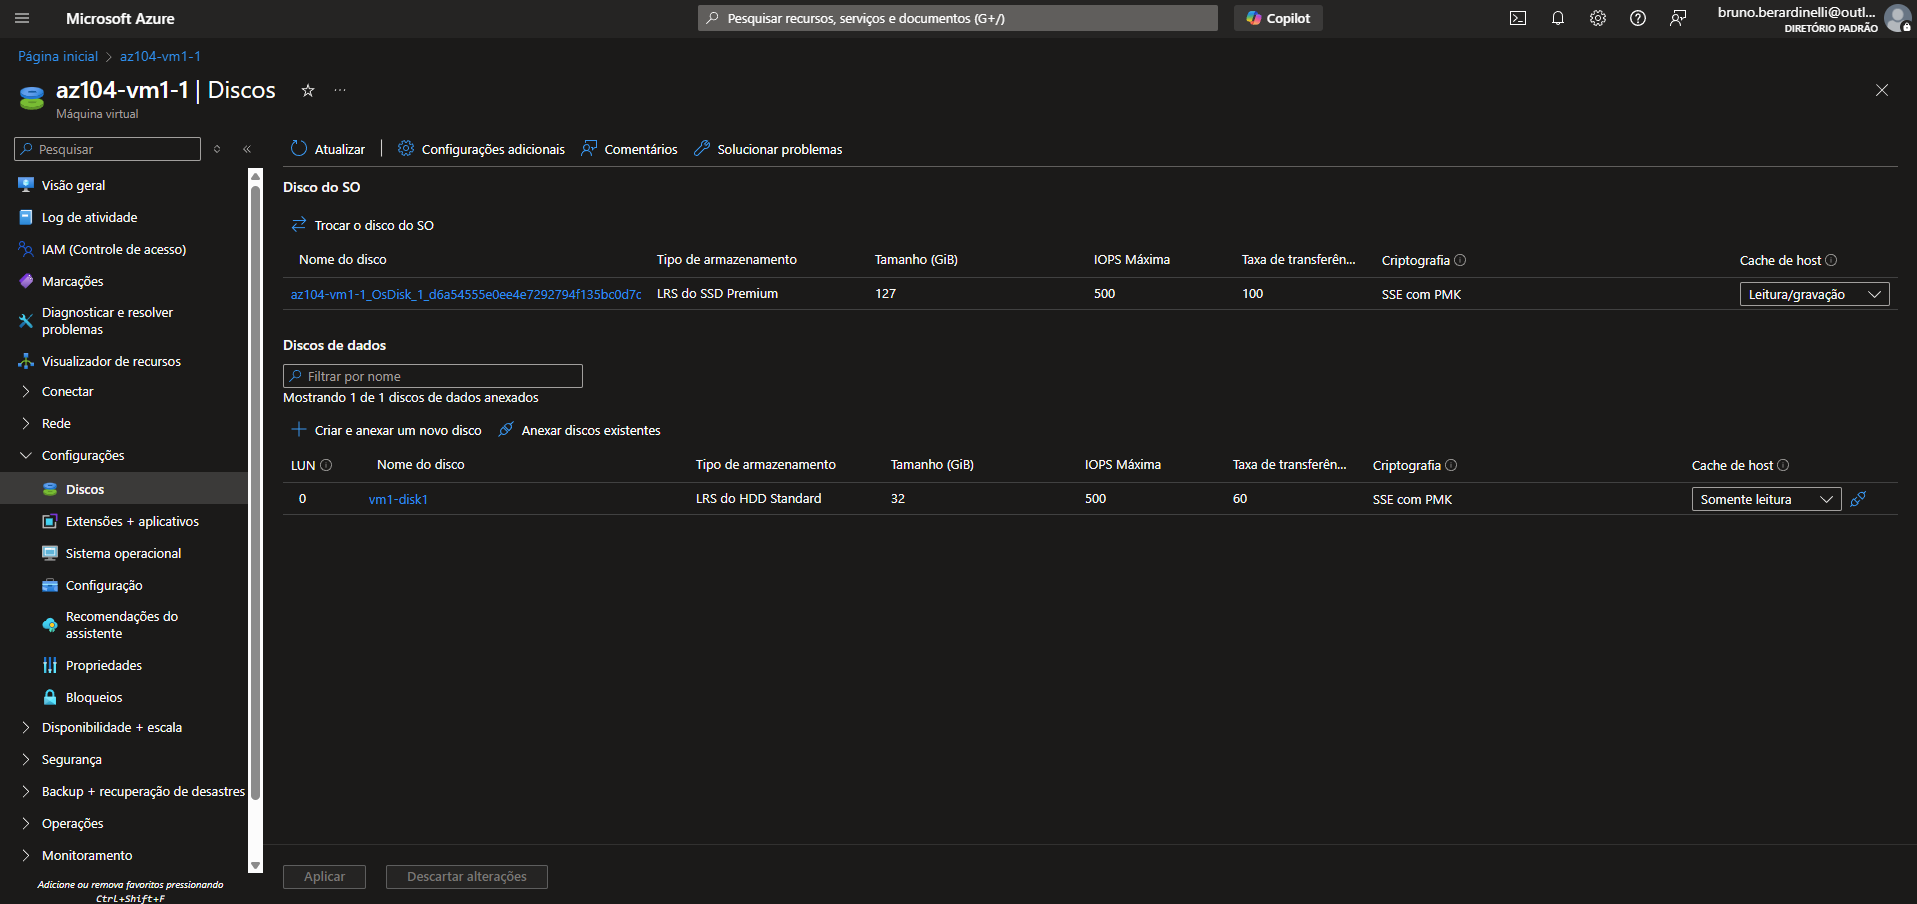 Microsoft Azure
Pesquisar recursos, serviços e documentos (G+/)
Copilot
bruno.berardinelli@outl...
DIRETÓRIO PADRÃO
Página inicial
az104-vm1-1
az104-vm1-1 | Discos
Máquina virtual
Pesquisar
Atualizar
Configurações adicionais
Comentários
Solucionar problemas
Visão geral
Log de atividade
IAM (Controle de acesso)
Marcações
Diagnosticar e resolver
problemas
Visualizador de recursos
Conectar
Rede
Configurações
Discos
Extensões + aplicativos
Sistema operacional
Configuração
Recomendações do
assistente
Propriedades
Bloqueios
Disponibilidade + escala
Segurança
Backup + recuperação de desastres
Operações
Monitoramento
Adicione ou remova favoritos pressionando
Ctrl+Shift+F
Disco do SO
Trocar o disco do SO
Nome do disco Tipo de armazenamento Tamanho (GiB) IOPS Máxima Taxa de transferên... Criptografia Cache de host
az104-vm1-1_OsDisk_1_d6a54555e0ee4e7292794f135bc0d7c LRS do SSD Premium 127 500 100 SSE com PMK Leitura/gravação
Discos de dados
Filtrar por nome
Mostrando 1 de 1 discos de dados anexados
Criar e anexar um novo disco
Anexar discos existentes
LUN Nome do disco Tipo de armazenamento Tamanho (GiB) IOPS Máxima Taxa de transferên... Criptografia Cache de host
0 vm1-disk1 LRS do HDD Standard 32 500 60 SSE com PMK Somente leitura
Aplicar
Descartar alterações